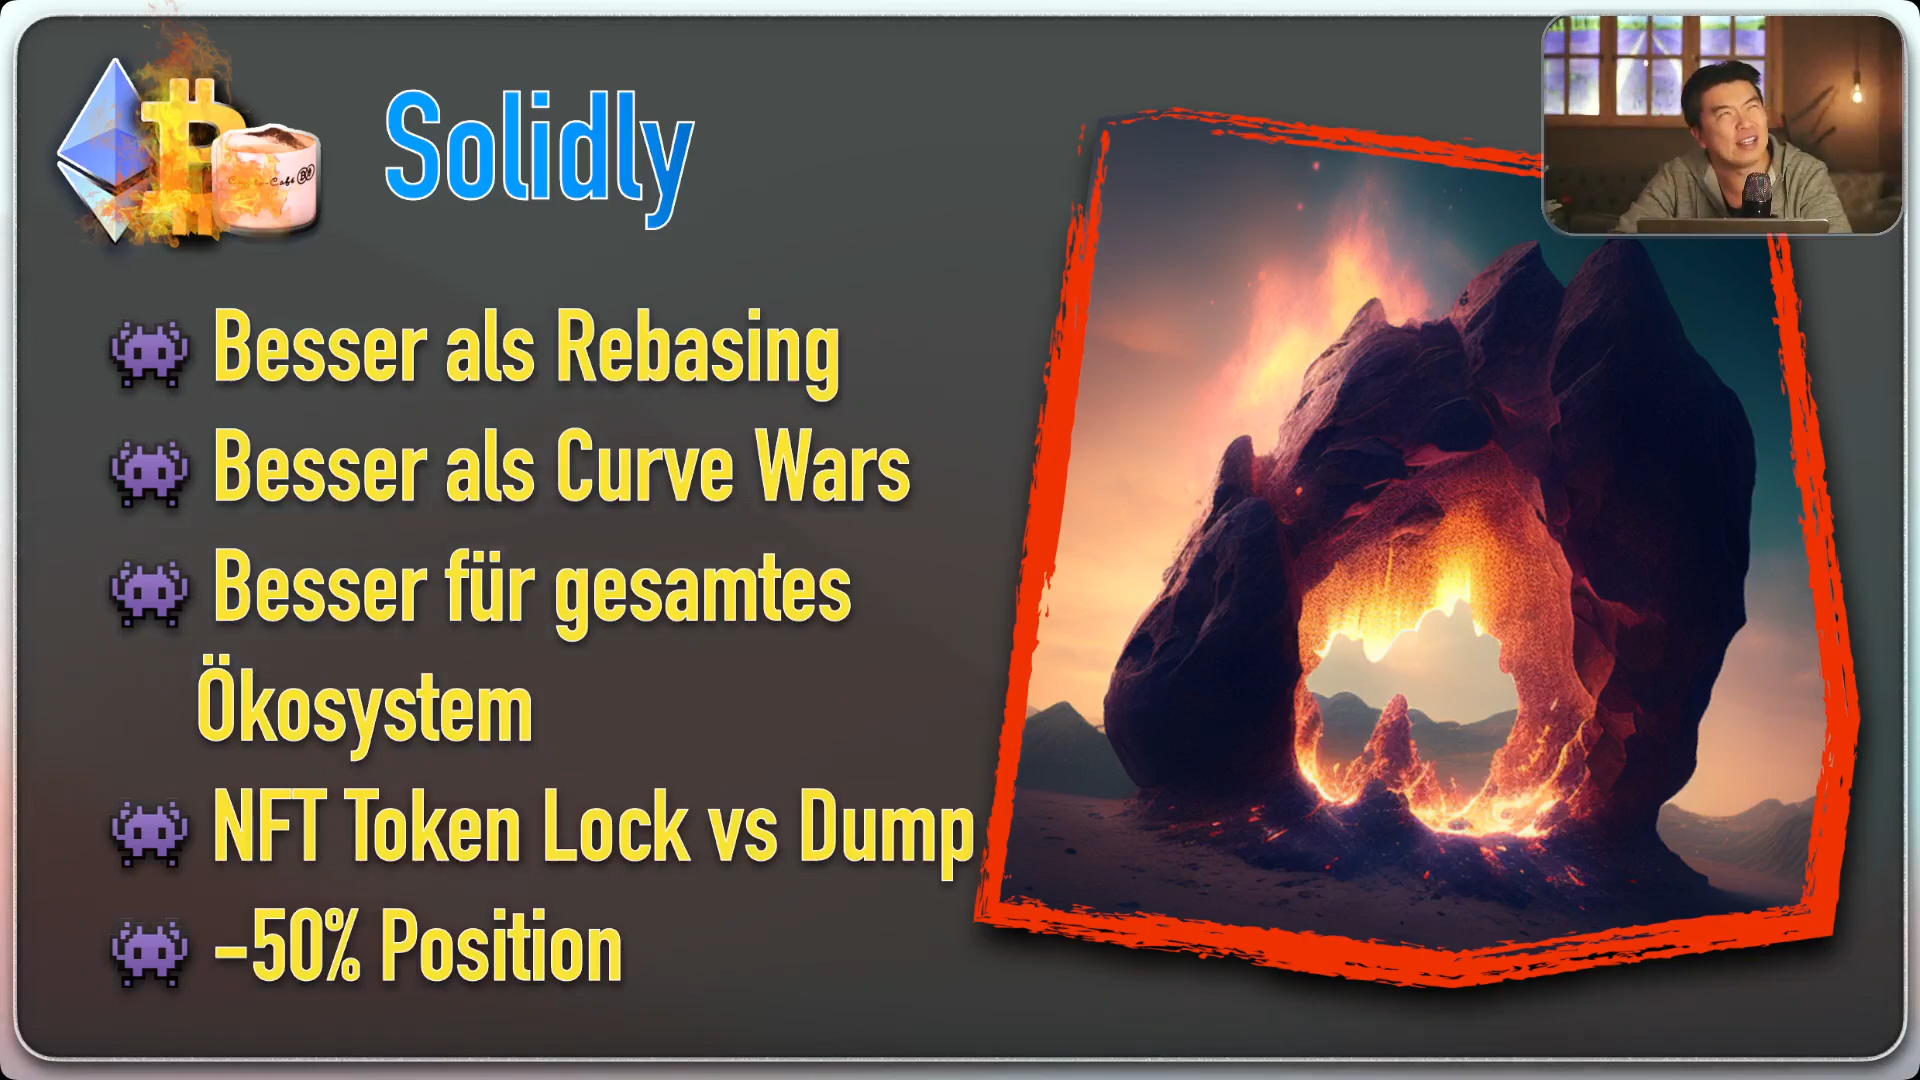 Solidly
Besser als Rebasing
Besser als Curve Wars
Besser für gesamtes
Ökosystem
NFT Token Lock vs Dump
-50% Position